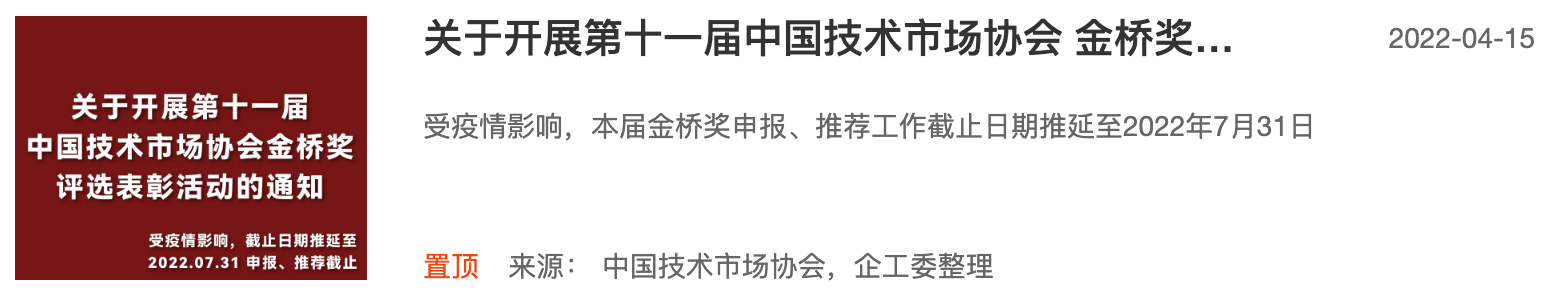 关于开展第十一届
中国技术市场协会金桥奖
评选表彰活动的通知
受疫情影响，截止日期推延至
2022.07.31 申报、推荐截止
关于开展第十一届中国技术市场协会 金桥奖...
2022-04-15
受疫情影响，本届金桥奖申报、推荐工作截止日期推延至2022年7月31日
置顶 来源： 中国技术市场协会，企工委整理